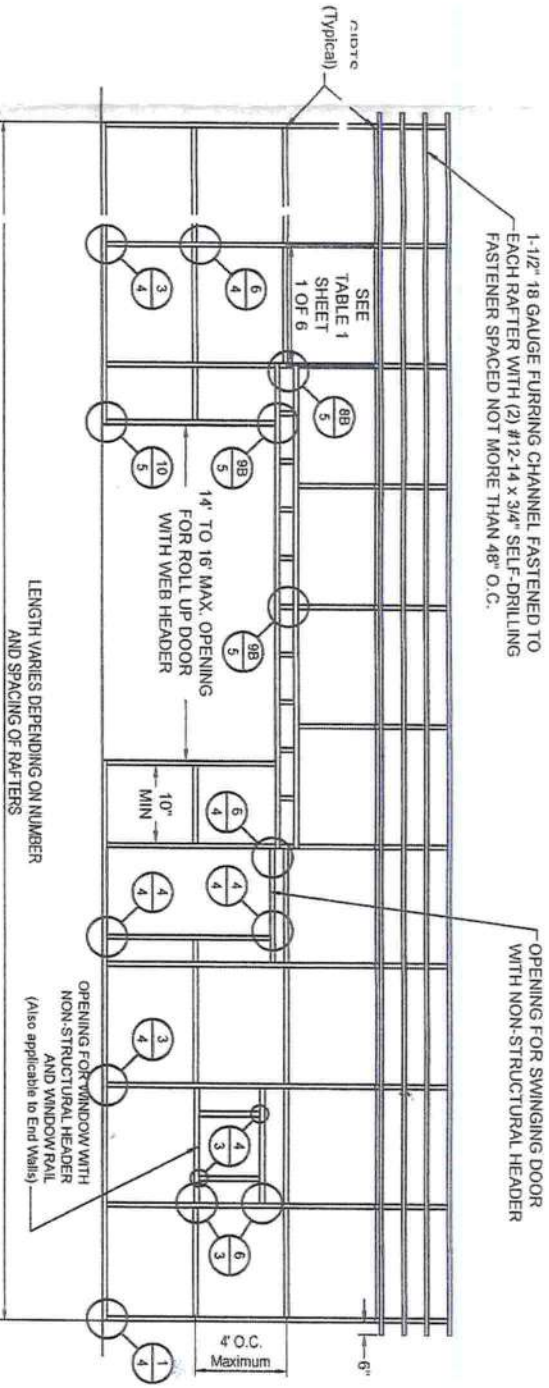 1-1/2" 18 GAUGE FURRING CHANNEL FASTENED TO
EACH RAFTER WITH (2) #12-14 x 3/4" SELF-DRILLING
FASTENER SPACED NOT MORE THAN 48" O.C.
OPENING FOR SWINGING DOOR
WITH NON-STRUCTURAL HEADER
(Typical)
SEE
TABLE 1
SHEET
1 OF 6
6"
4' O.C.
Maximum
6
4
3
4
8B
5
9B
5
10
5
9B
5
14' TO 16' MAX. OPENING
FOR ROLL UP DOOR
WITH WEB HEADER
10"
MIN
6
4
4
4
4
4
3
4
4
3
6
3
1
4
OPENING FOR WINDOW WITH
NON-STRUCTURAL HEADER
AND WINDOW RAIL
(Also applicable to End Walls)
LENGTH VARIES DEPENDING ON NUMBER
AND SPACING OF RAFTERS